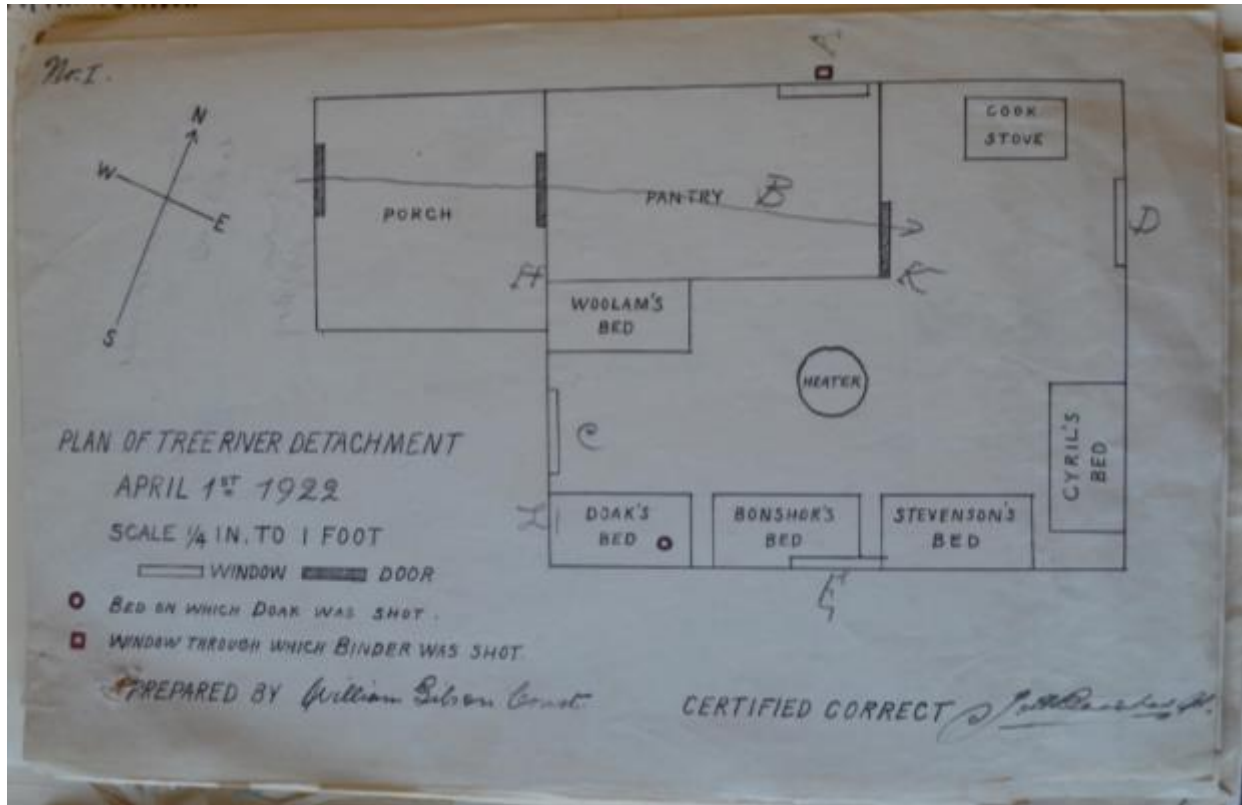 No. I.
A
N
W
E
S
COOK
STOVE
PORCH
PANTRY
B
D
H
K
WOOLAM'S
BED
HEATER
C
CYRIL'S
BED
PLAN OF TREE RIVER DETACHMENT
APRIL 1ST 1922
SCALE 1/4 IN. TO 1 FOOT
WINDOW DOOR
DOAK'S
BED
BONSHOR'S
BED
STEVENSON'S
BED
BED ON WHICH DOAK WAS SHOT.
WINDOW THROUGH WHICH BINDER WAS SHOT.
PREPARED BY William Gibson Const
CERTIFIED CORRECT